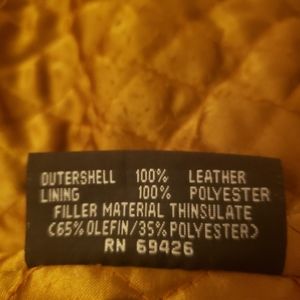 OUTERSHELL 100% LEATHER
LINING 100% POLYESTER
FILLER MATERIAL THINSULATE
(65% OLEFIN/35% POLYESTER)
RN 69426